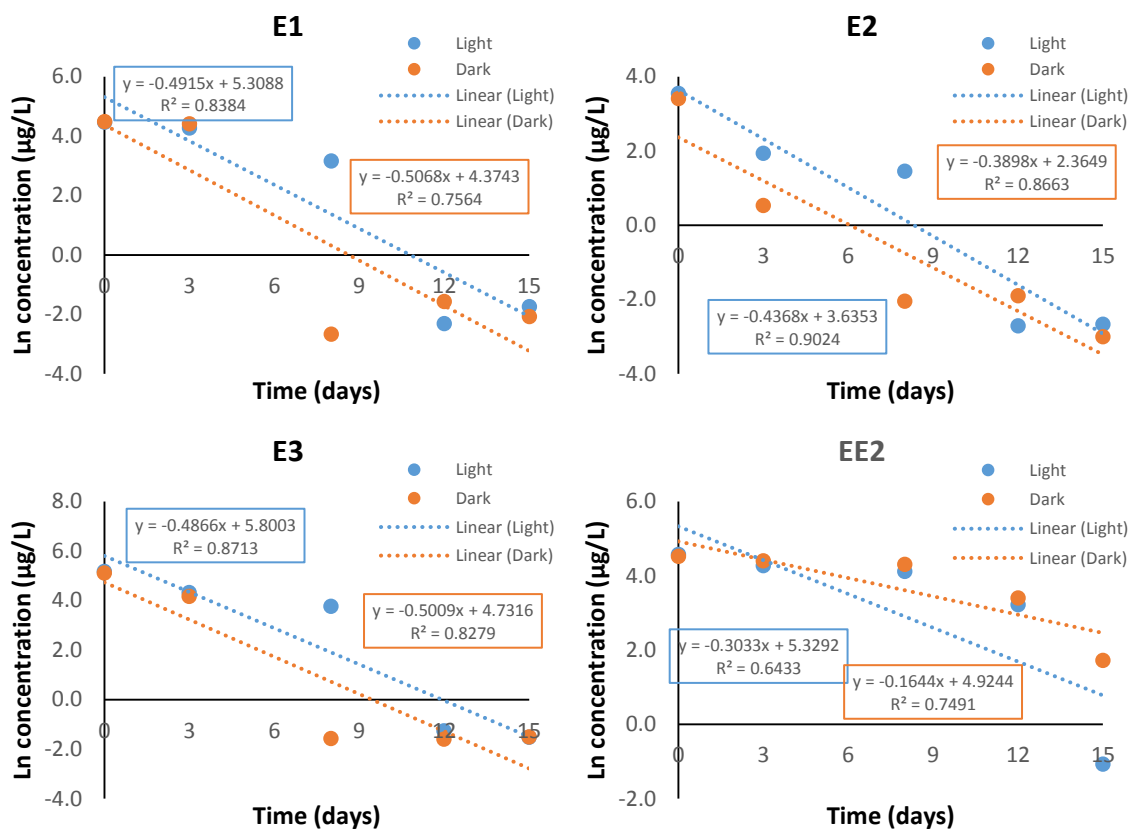 E1
Light
Dark
Linear (Light)
Linear (Dark)
y = -0.4915x + 5.3088
R² = 0.8384
y = -0.5068x + 4.3743
R² = 0.7564
6.0
4.0
2.0
0.0
-2.0
-4.0
0 3 6 9 12 15
Ln concentration (µg/L)
Time (days)
E2
Light
Dark
Linear (Light)
Linear (Dark)
y = -0.3898x + 2.3649
R² = 0.8663
y = -0.4368x + 3.6353
R² = 0.9024
4.0
2.0
0.0
-2.0
-4.0
0 3 6 9 12 15
Ln concentration (µg/L)
Time (days)
E3
Light
Dark
Linear (Light)
Linear (Dark)
y = -0.4866x + 5.8003
R² = 0.8713
y = -0.5009x + 4.7316
R² = 0.8279
8.0
6.0
4.0
2.0
0.0
-2.0
-4.0
0 3 6 9 12 15
Ln concentration (µg/L)
Time (days)
EE2
Light
Dark
Linear (Light)
Linear (Dark)
y = -0.3033x + 5.3292
R² = 0.6433
y = -0.1644x + 4.9244
R² = 0.7491
6.0
4.0
2.0
0.0
-2.0
0 3 6 9 12 15
Ln concentration (µg/L)
Time (days)